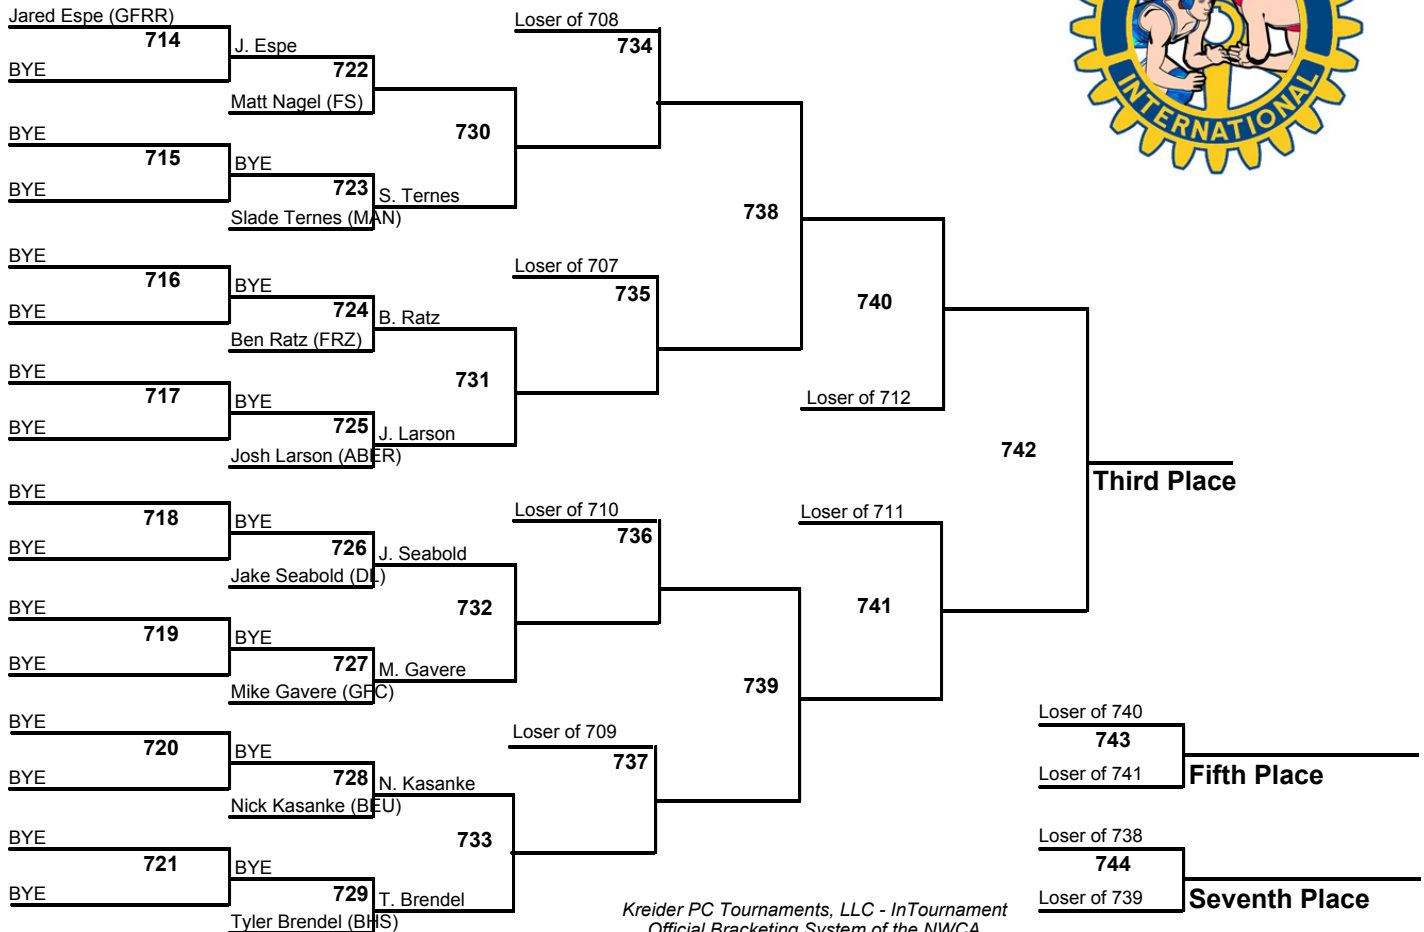 Jared Espe (GFRR)
714
BYE
J. Espe
722
Matt Nagel (FS)
730
BYE
715
BYE
BYE
723
Slade Ternes (MAN)
S. Ternes
Loser of 708
734
738
BYE
716
BYE
BYE
724
Ben Ratz (FRZ)
B. Ratz
731
BYE
717
BYE
BYE
725
Josh Larson (ABER)
J. Larson
Loser of 707
735
740
Loser of 712
742
Third Place
BYE
718
BYE
BYE
726
Jake Seabold (DL)
J. Seabold
732
BYE
719
BYE
BYE
727
Mike Gavere (GFC)
M. Gavere
Loser of 710
736
Loser of 711
741
739
BYE
720
BYE
BYE
728
Nick Kasanke (BEU)
N. Kasanke
733
BYE
721
BYE
BYE
729
Tyler Brendel (BHS)
T. Brendel
Loser of 709
737
Loser of 740
743
Loser of 741
Fifth Place
Loser of 738
744
Loser of 739
Seventh Place
INTERNATIONAL
Kreider PC Tournaments, LLC - InTournament
Official Bracketing System of the NWCA